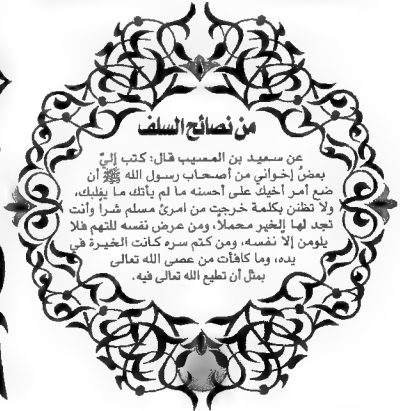 من نصائح السلف
عن سعيد بن المسيب قال: كتب إليّ
بعضُ إخواني من أصحاب رسول الله ﷺ أن
ضع أمر أخيك على أحسنه ما لم يأتك ما يغلبك،
ولا تظنن بكلمة خرجت من امرئ مسلم شراً وأنت
تجد لها الخير محملاً، ومن عرض نفسه للتهم فلا
يلومن إلا نفسه، ومن كتم سره كانت الخيرة في
يده، وما كافأت من عصى الله تعالى
بمثل أن تطيع الله تعالى فيه.